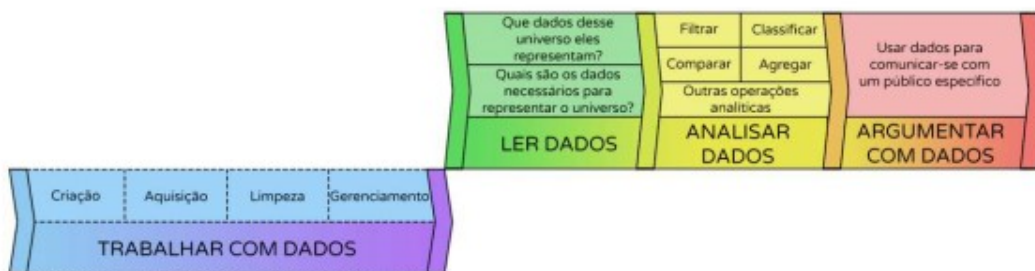 Que dados desse
universo eles
representam?
Quais são os dados
necessários para
representar o universo?
LER DADOS
Filtrar
Classificar
Comparar
Agregar
Outras operações
analíticas
ANALISAR
DADOS
Usar dados para
comunicar-se com
um público específico
ARGUMENTAR
COM DADOS
Criação
Aquisição
Limpeza
Gerenciamento
TRABALHAR COM DADOS